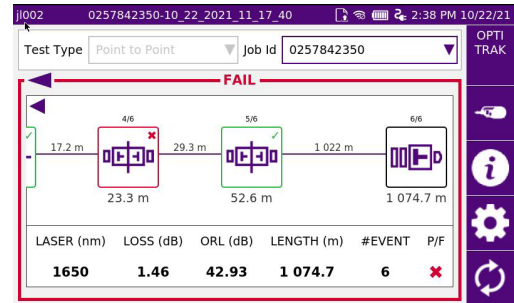 jl002 0257842350-10_22_2021_11_17_40 2:38 PM 10/22/21
Test Type Point to Point Job Id 0257842350
OPTI
TRAK
FAIL
4/6 5/6 6/6
17.2 m 29.3 m 1 022 m
23.3 m 52.6 m 1 074.7 m
LASER (nm) LOSS (dB) ORL (dB) LENGTH (m) #EVENT P/F
1650 1.46 42.93 1 074.7 6